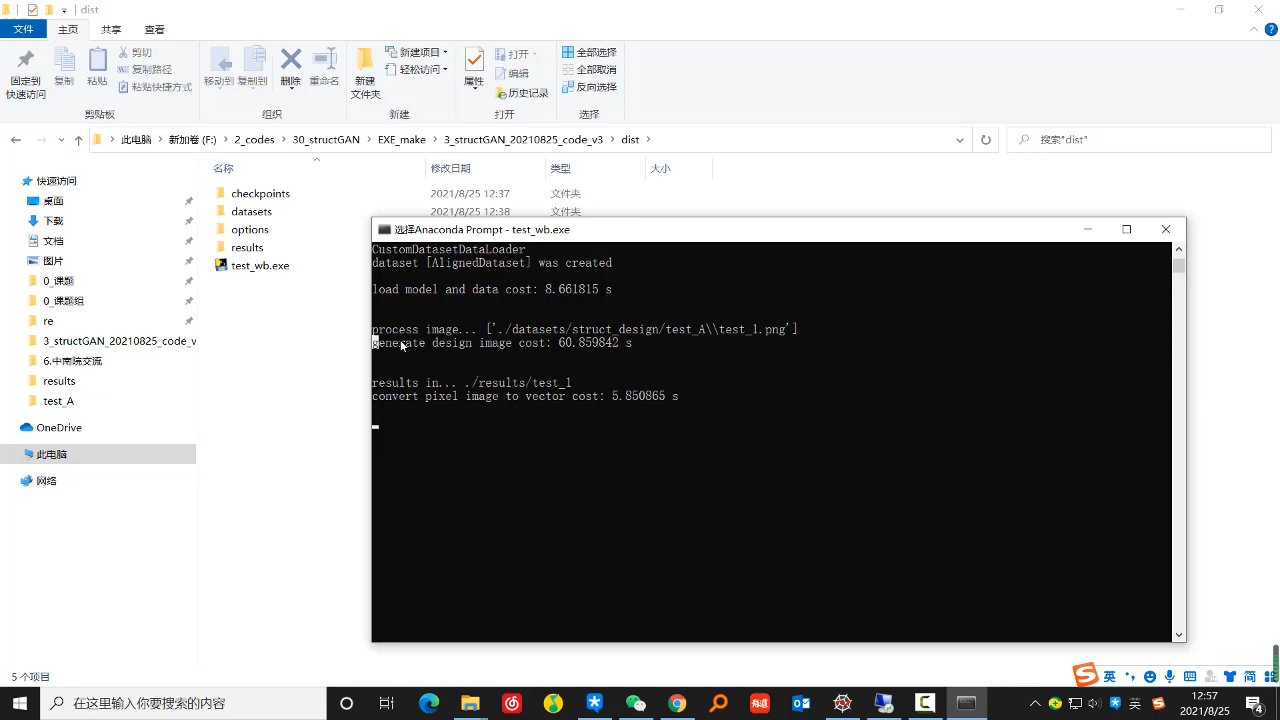 dist
文件
主页
共享
查看
固定到
快速访问
复制
粘贴
剪切
复制路径
粘贴快捷方式
剪贴板
移动到
复制到
删除
重命名
组织
新建
文件夹
新建项目
轻松访问
新建
属性
打开
编辑
历史记录
打开
全部选择
全部取消
反向选择
选择
此电脑 > 新加卷 (F:) > 2_codes > 30_structGAN > EXE_make > 3_structGAN_20210825_code_v3 > dist >
搜索"dist"
名称
修改日期
类型
大小
快速访问
桌面
下载
文档
图片
0_课题
0_课题组
re
3_structGAN_20210825_code_v
6.中南院交流
results
test_A
OneDrive
此电脑
网络
checkpoints 2021/8/25 12:37 文件夹
datasets 2021/8/25 12:38 文件夹
options
results
test_wb.exe
选择Anaconda Prompt - test_wb.exe
CustomDatasetDataLoader
dataset [AlignedDataset] was created
load model and data cost: 8.661815 s
process image... ['./datasets/struct_design/test_A\\test_1.png']
generate design image cost: 60.859842 s
results in... ./results/test_1
convert pixel image to vector cost: 5.850865 s
5 个项目
英
简
在这里输入你要搜索的内容
有道
英
12:57
2021/8/25
4